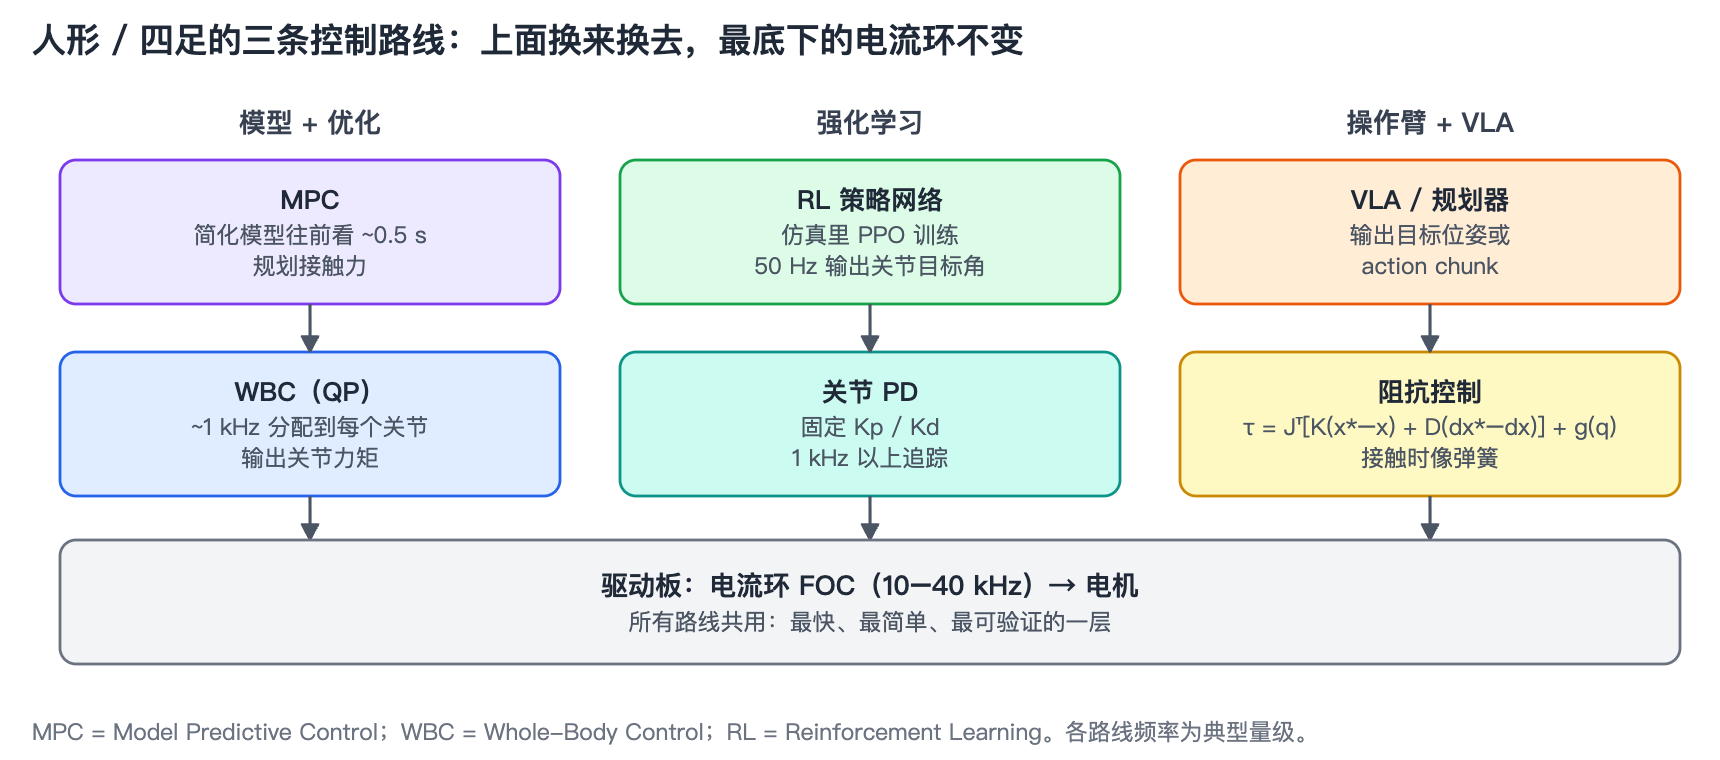 人形 / 四足的三条控制路线：上面换来换去，最底下的电流环不变
模型 + 优化
MPC
简化模型往前看 ~0.5 s
规划接触力
WBC（QP）
~1 kHz 分配到每个关节
输出关节力矩
强化学习
RL 策略网络
仿真里 PPO 训练
50 Hz 输出关节目标角
关节 PD
固定 Kp / Kd
1 kHz 以上追踪
操作臂 + VLA
VLA / 规划器
输出目标位姿或
action chunk
阻抗控制
τ = Jᵀ[K(x*−x) + D(dx*−dx)] + g(q)
接触时像弹簧
驱动板：电流环 FOC（10–40 kHz）→ 电机
所有路线共用：最快、最简单、最可验证的一层
MPC = Model Predictive Control；WBC = Whole-Body Control；RL = Reinforcement Learning。各路线频率为典型量级。